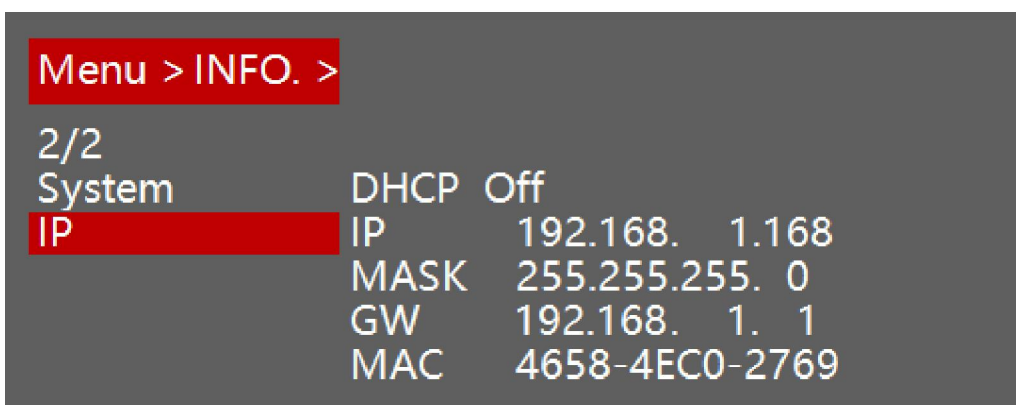 Menu > INFO. >
2/2
System DHCP Off
IP IP 192.168. 1.168
MASK 255.255.255. 0
GW 192.168. 1. 1
MAC 4658-4EC0-2769